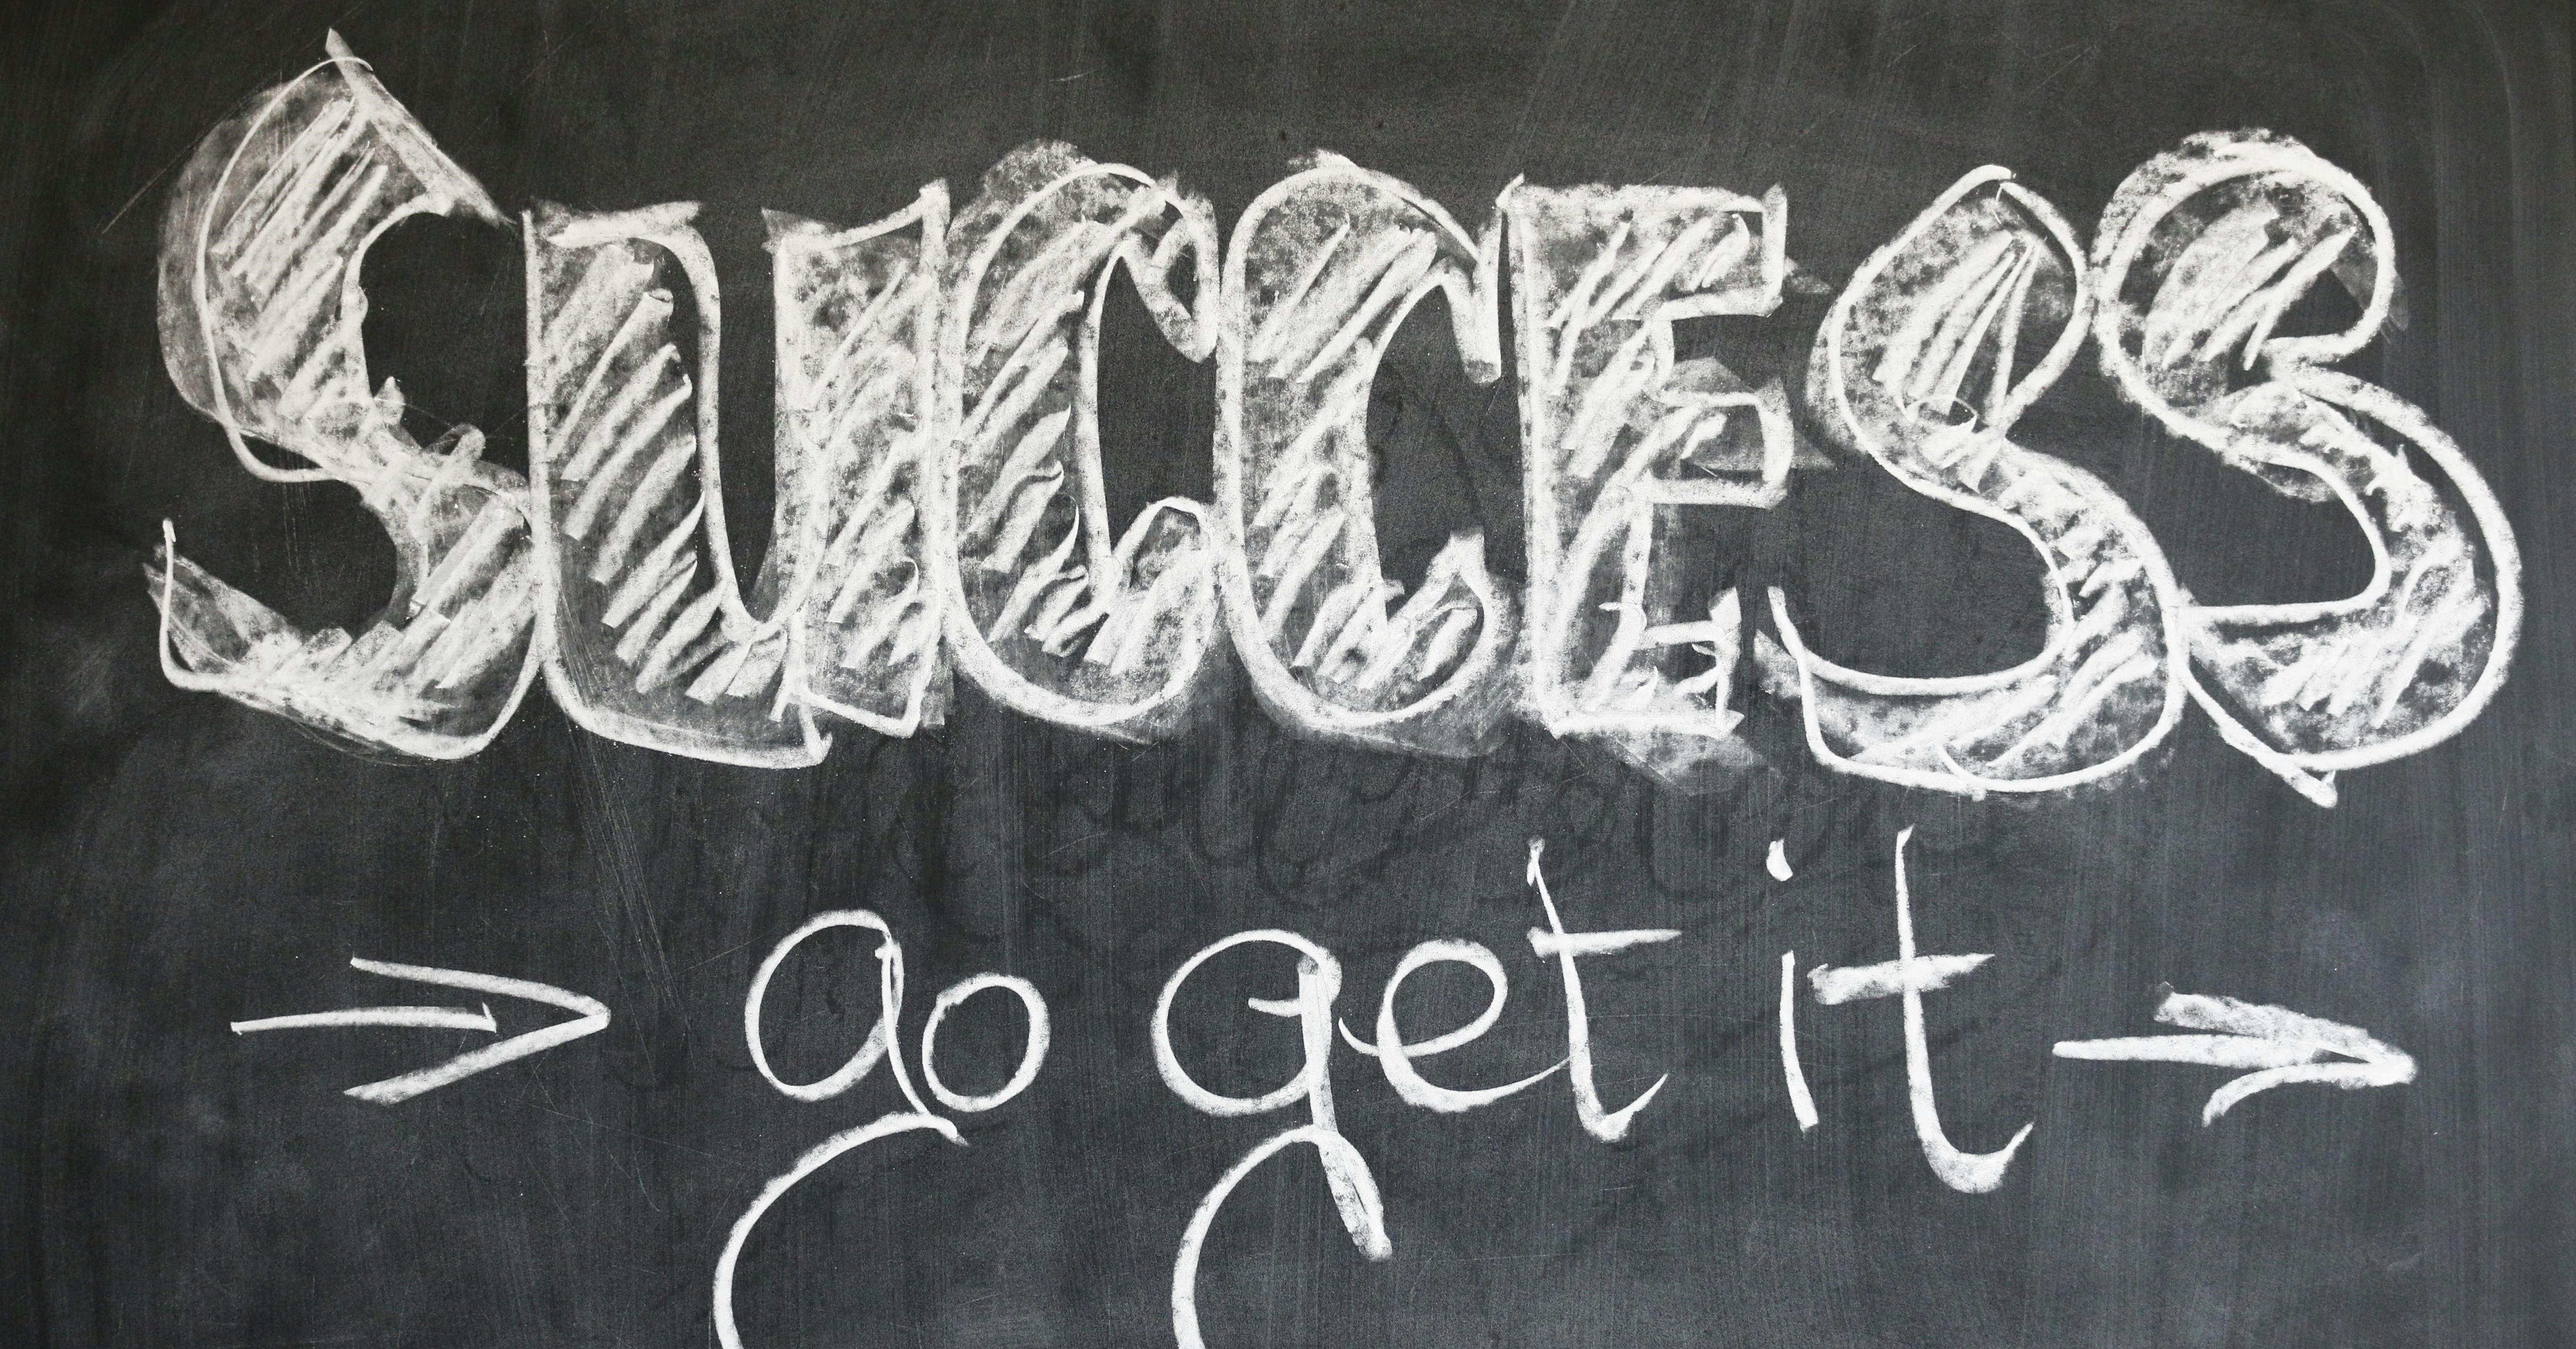 SUCCESS
→ go get it →